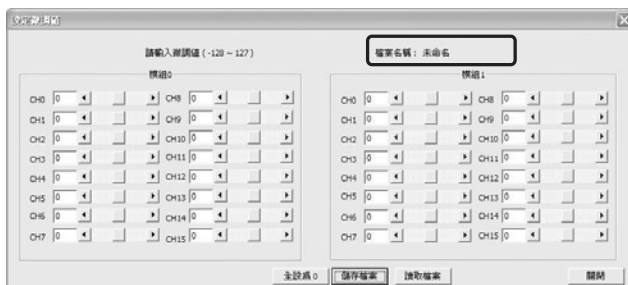 設定微調值
請輸入微調值 ( -128 ~ 127 ) 檔案名稱： 未命名
模組0 模組1
CH0 0 CH8 0 CH0 0 CH8 0
CH1 0 CH9 0 CH1 0 CH9 0
CH2 0 CH10 0 CH2 0 CH10 0
CH3 0 CH11 0 CH3 0 CH11 0
CH4 0 CH12 0 CH4 0 CH12 0
CH5 0 CH13 0 CH5 0 CH13 0
CH6 0 CH14 0 CH6 0 CH14 0
CH7 0 CH15 0 CH7 0 CH15 0
全設為 0 儲存檔案 讀取檔案 關閉